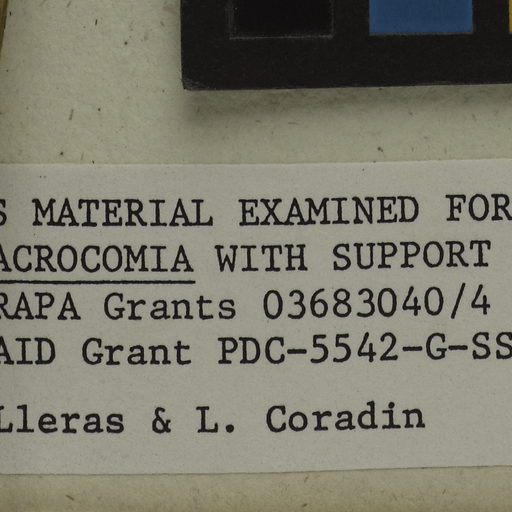 S MATERIAL EXAMINED FOR
ACROCOMIA WITH SUPPORT
RAPA Grants 03683040/4
AID Grant PDC-5542-G-SS
Lleras & L. Coradin